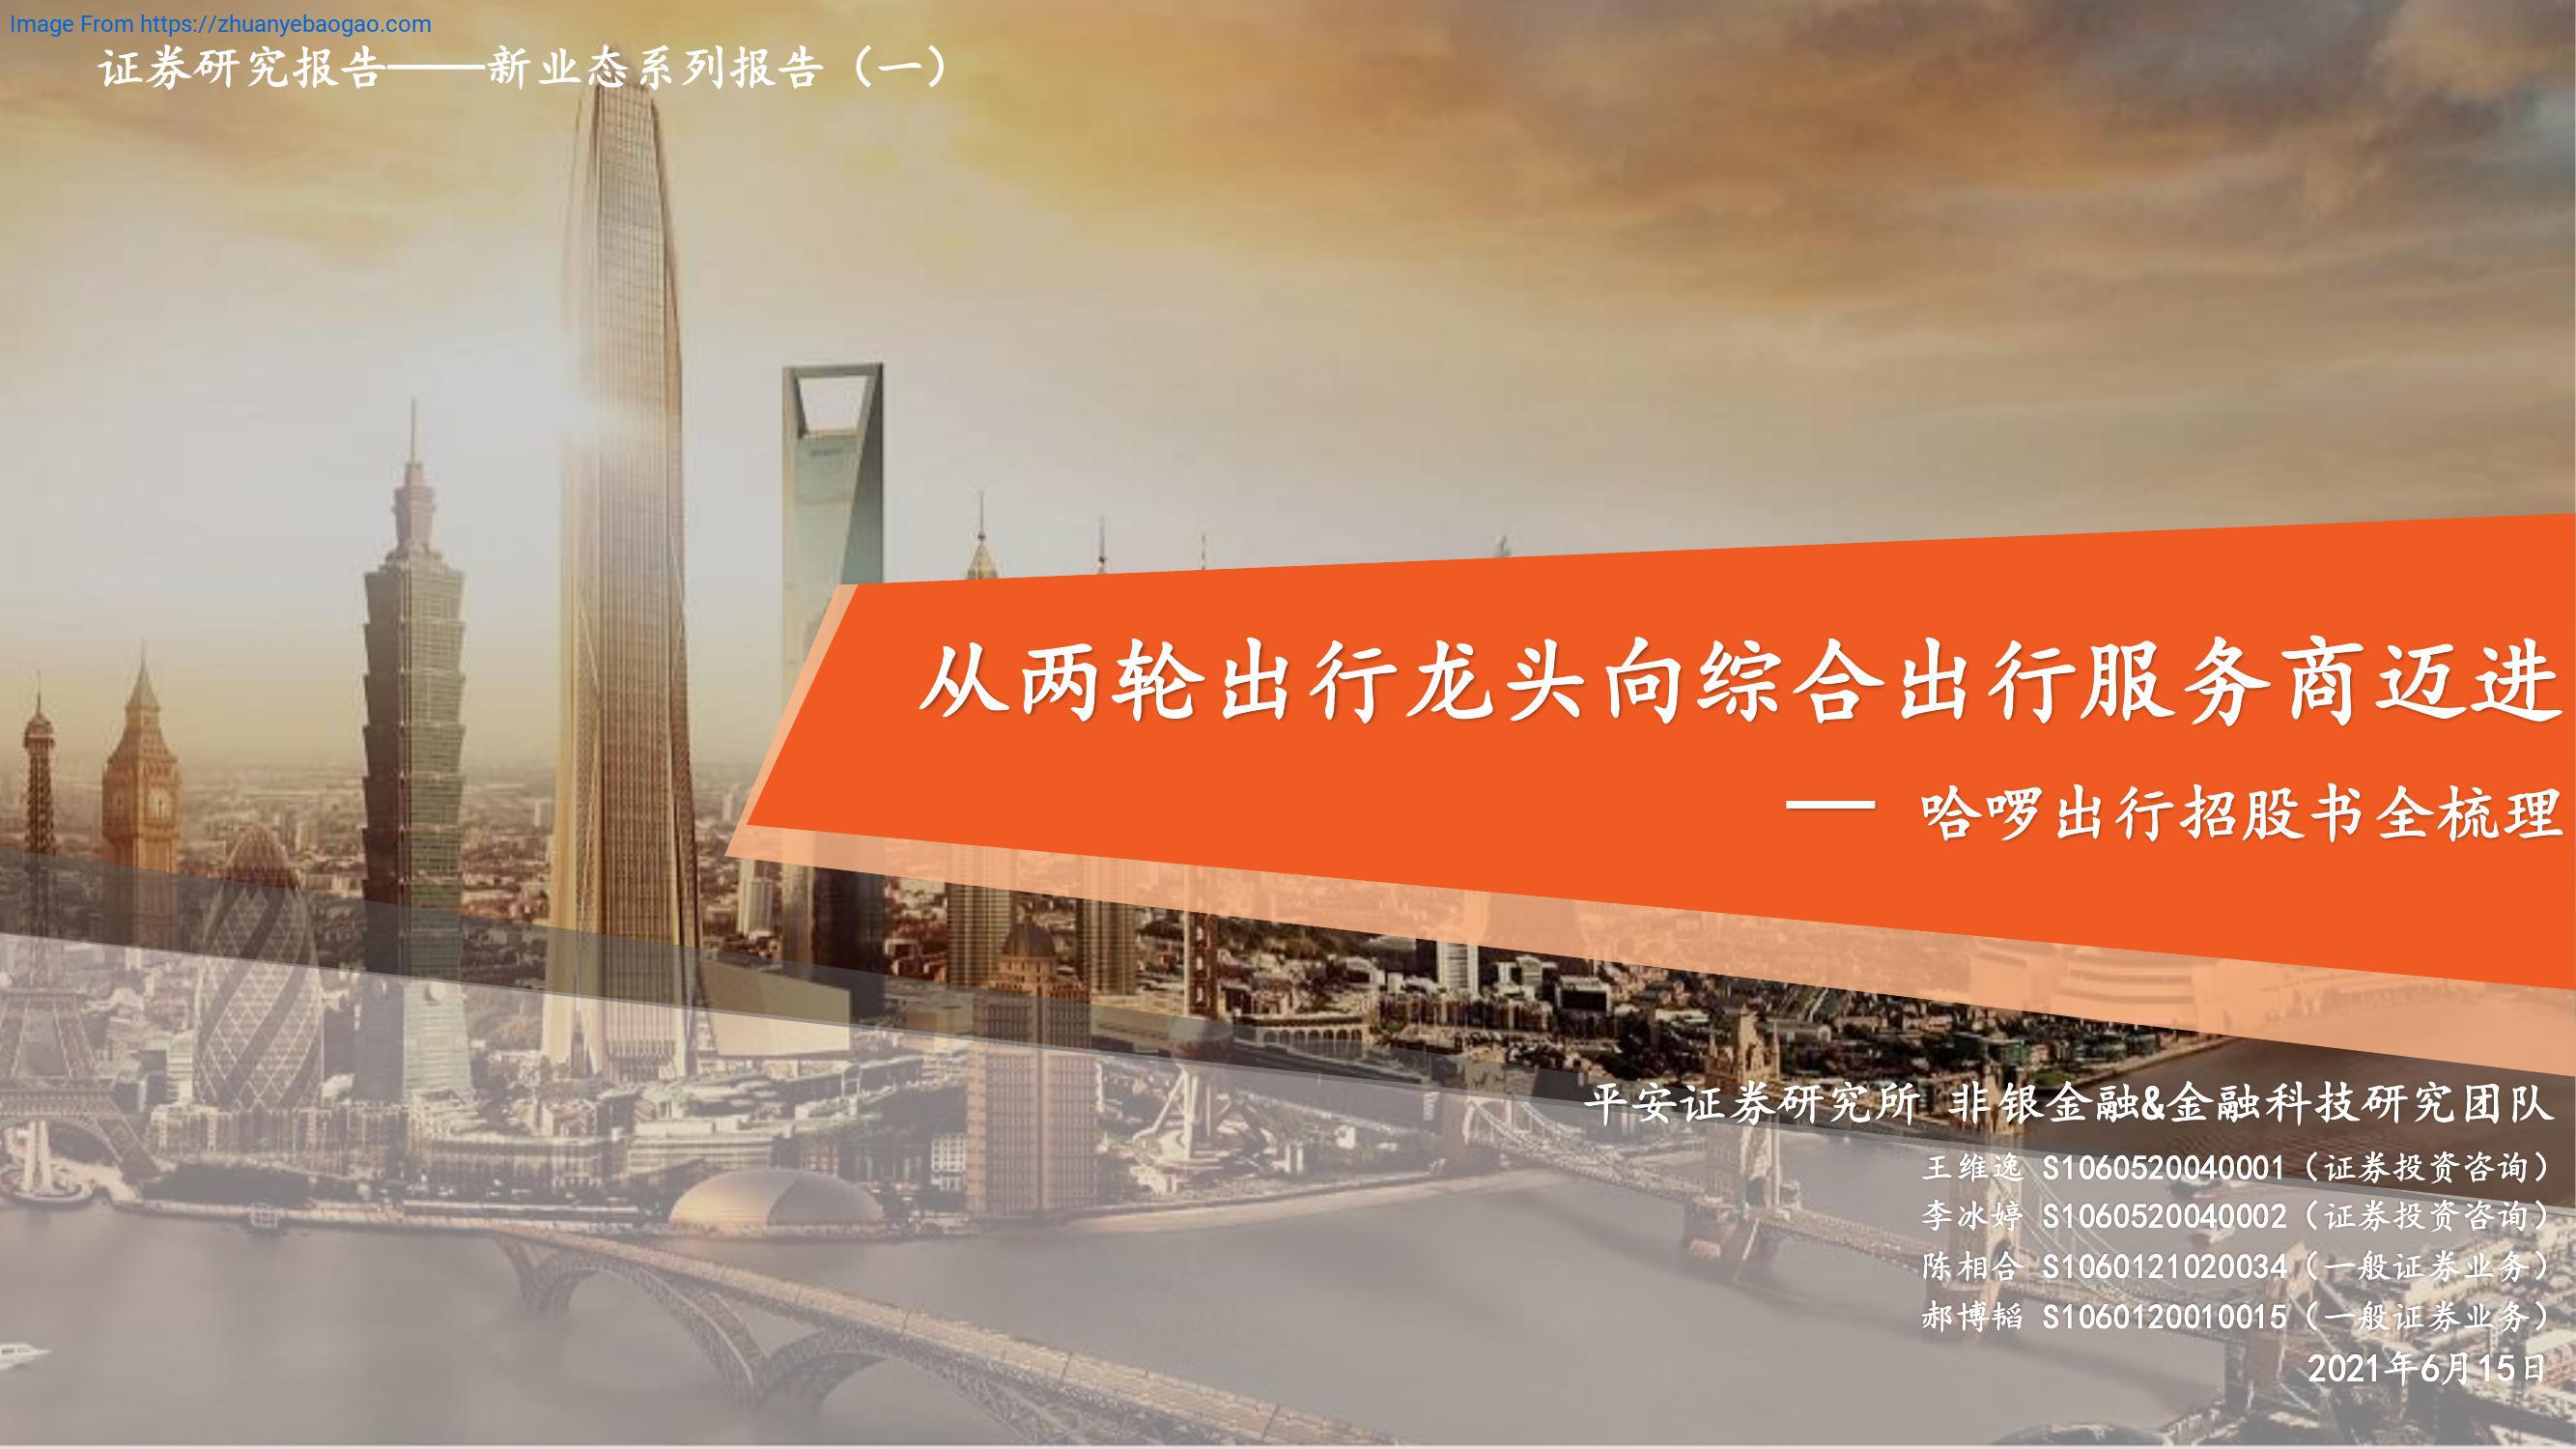 Image From https://zhuanyebaogao.com
证券研究报告——新业态系列报告（一）
从两轮出行龙头向综合出行服务商迈进
— 哈啰出行招股书全梳理
平安证券研究所 非银金融&金融科技研究团队
王维逸 S1060520040001（证券投资咨询）
李冰婷 S1060520040002（证券投资咨询）
陈相合 S1060121020034（一般证券业务）
郝博韬 S1060120010015（一般证券业务）
2021年6月15日